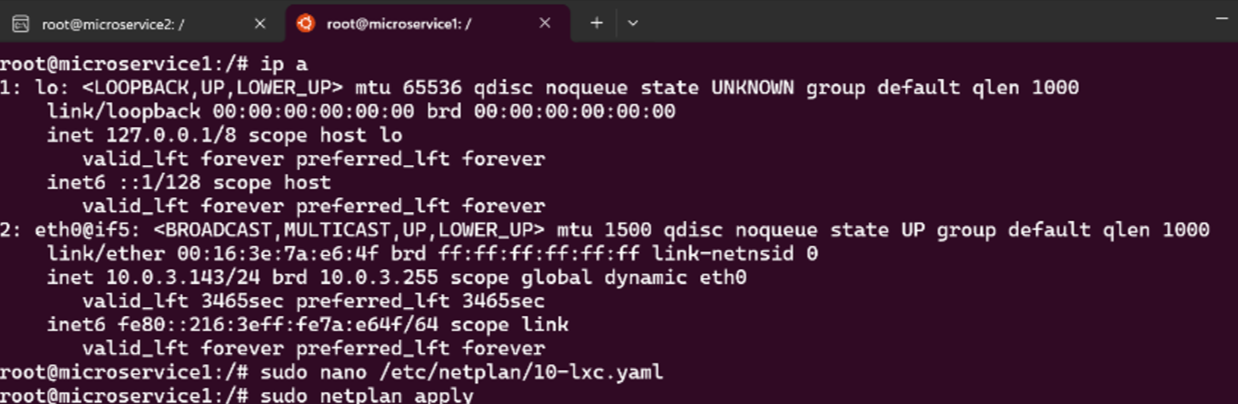 root@microservice2: /
root@microservice1: /
root@microservice1:/# ip a
1: lo: <LOOPBACK,UP,LOWER_UP> mtu 65536 qdisc noqueue state UNKNOWN group default qlen 1000
    link/loopback 00:00:00:00:00:00 brd 00:00:00:00:00:00
    inet 127.0.0.1/8 scope host lo
       valid_lft forever preferred_lft forever
    inet6 ::1/128 scope host
       valid_lft forever preferred_lft forever
2: eth0@if5: <BROADCAST,MULTICAST,UP,LOWER_UP> mtu 1500 qdisc noqueue state UP group default qlen 1000
    link/ether 00:16:3e:7a:e6:4f brd ff:ff:ff:ff:ff:ff link-netnsid 0
    inet 10.0.3.143/24 brd 10.0.3.255 scope global dynamic eth0
       valid_lft 3465sec preferred_lft 3465sec
    inet6 fe80::216:3eff:fe7a:e64f/64 scope link
       valid_lft forever preferred_lft forever
root@microservice1:/# sudo nano /etc/netplan/10-lxc.yaml
root@microservice1:/# sudo netplan apply